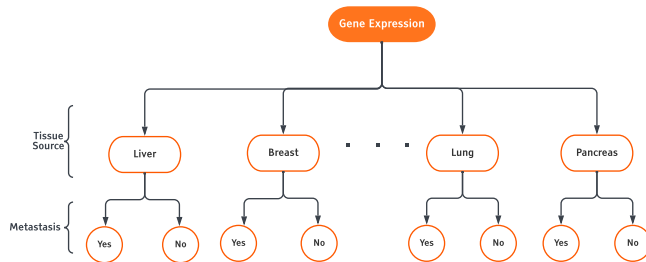 Gene Expression
Tissue
Source
Liver
Breast
Lung
Pancreas
Metastasis
Yes
No
Yes
No
Yes
No
Yes
No